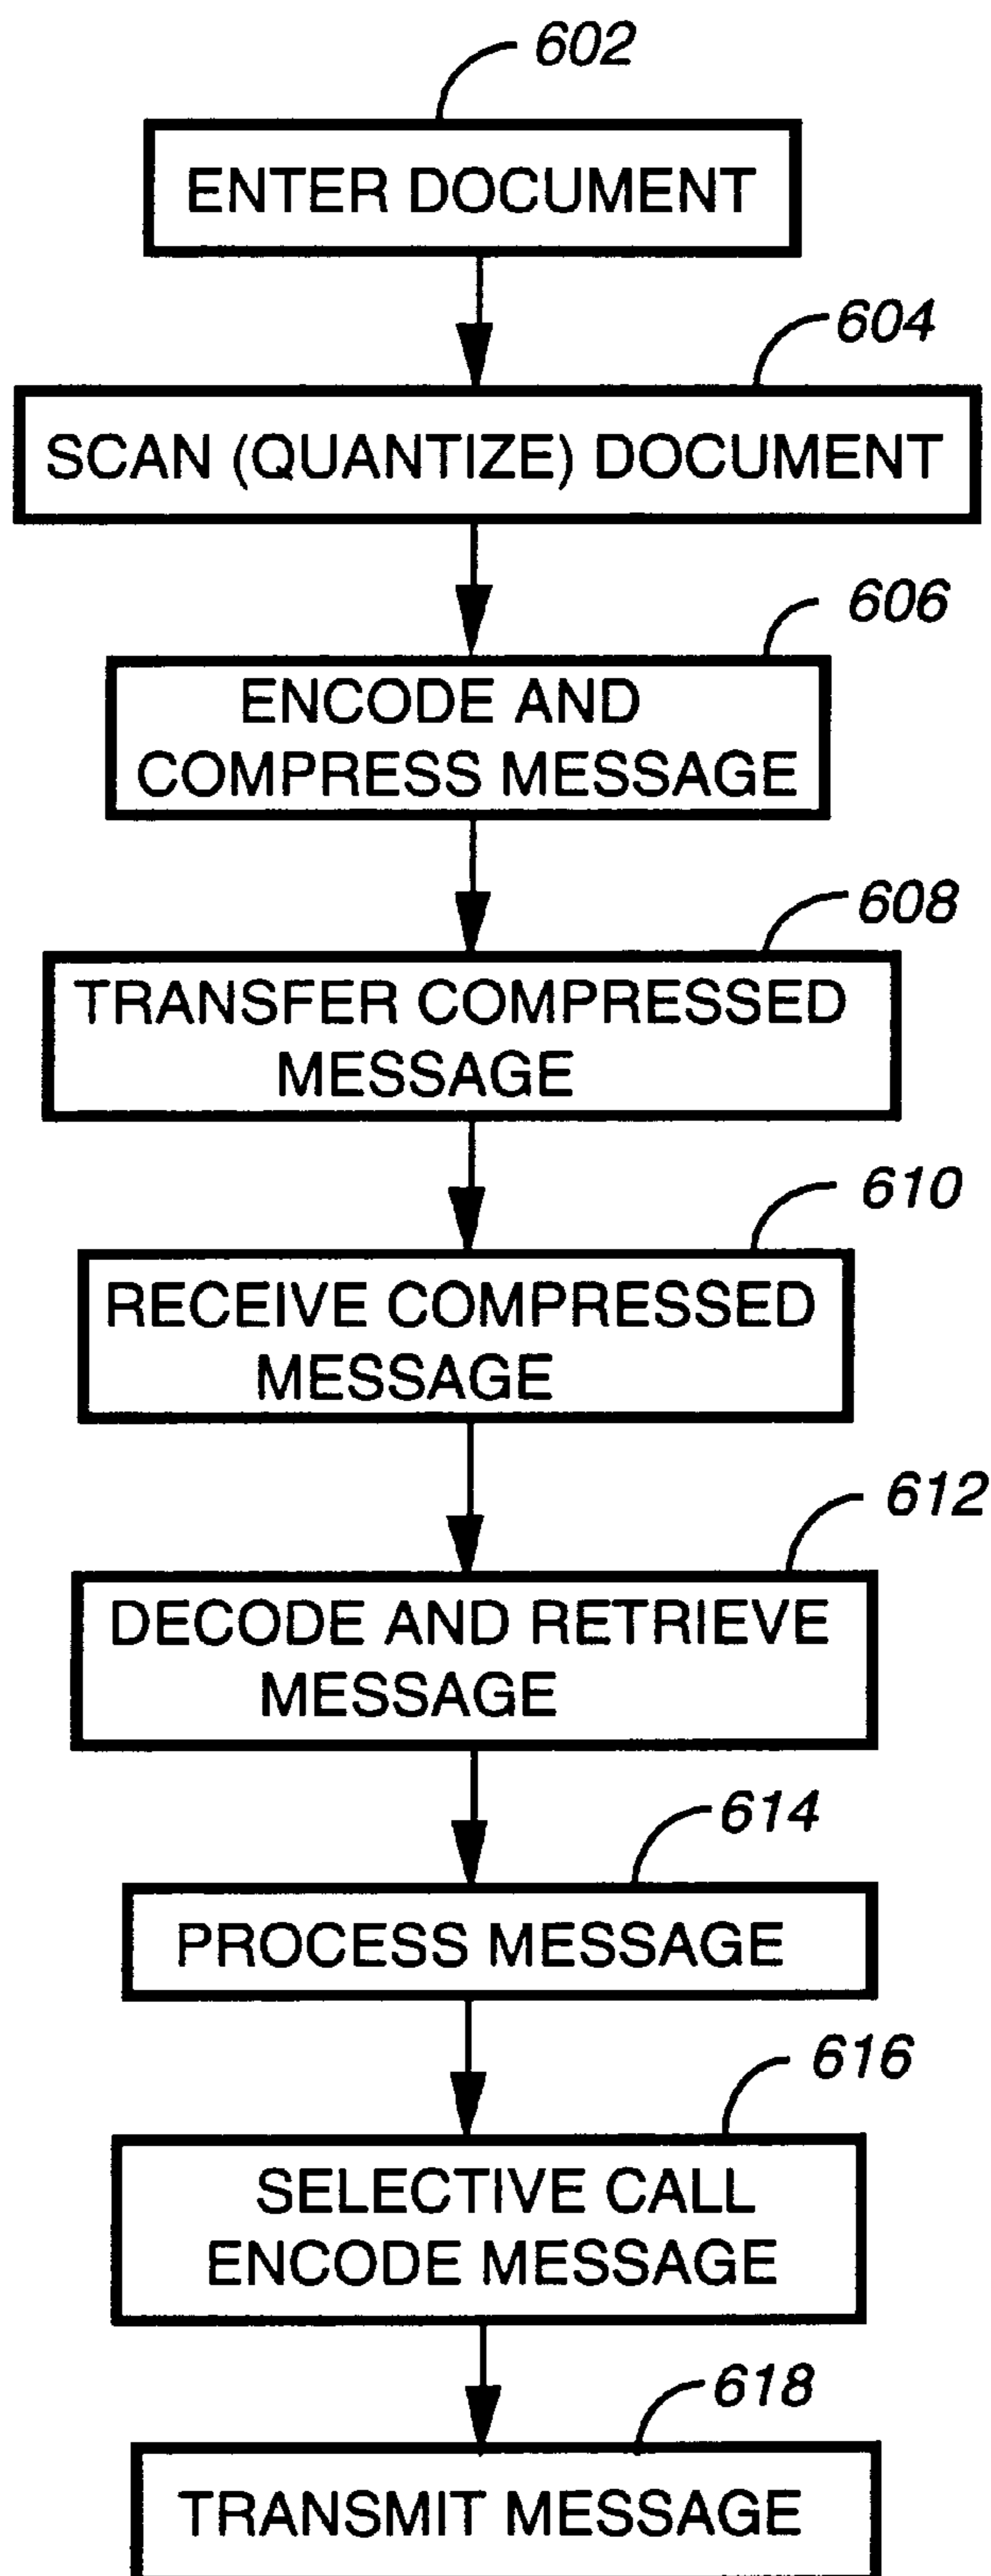 602
ENTER DOCUMENT
604
SCAN (QUANTIZE) DOCUMENT
606
ENCODE AND
COMPRESS MESSAGE
608
TRANSFER COMPRESSED
MESSAGE
610
RECEIVE COMPRESSED
MESSAGE
612
DECODE AND RETRIEVE
MESSAGE
614
PROCESS MESSAGE
616
SELECTIVE CALL
ENCODE MESSAGE
618
TRANSMIT MESSAGE